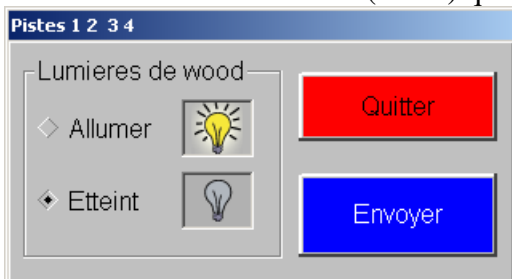 Pistes 1 2 3 4
Lumieres de wood
Allumer
Etteint
Quitter
Envoyer